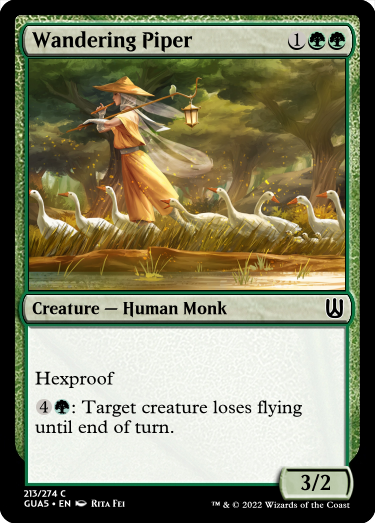 Wandering Piper 1
Creature — Human Monk
Hexproof
4: Target creature loses flying
until end of turn.
3/2
213/274 C
GUA5 • EN Rita Fei
™ & © 2022 Wizards of the Coast